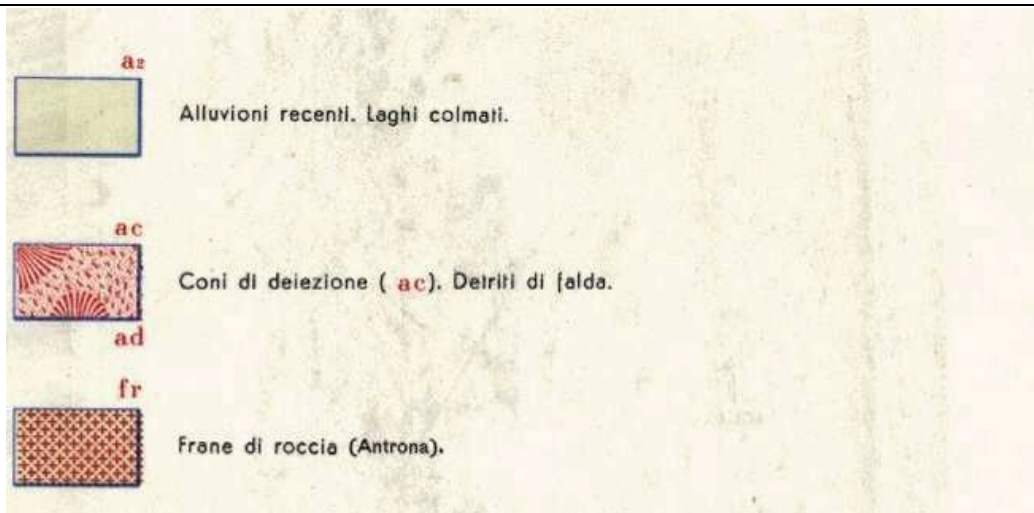 a2
Alluvioni recenti. Laghi colmati.
ac
Coni di deiezione ( ac). Detriti di falda.
ad
fr
Frane di roccia (Antrona).